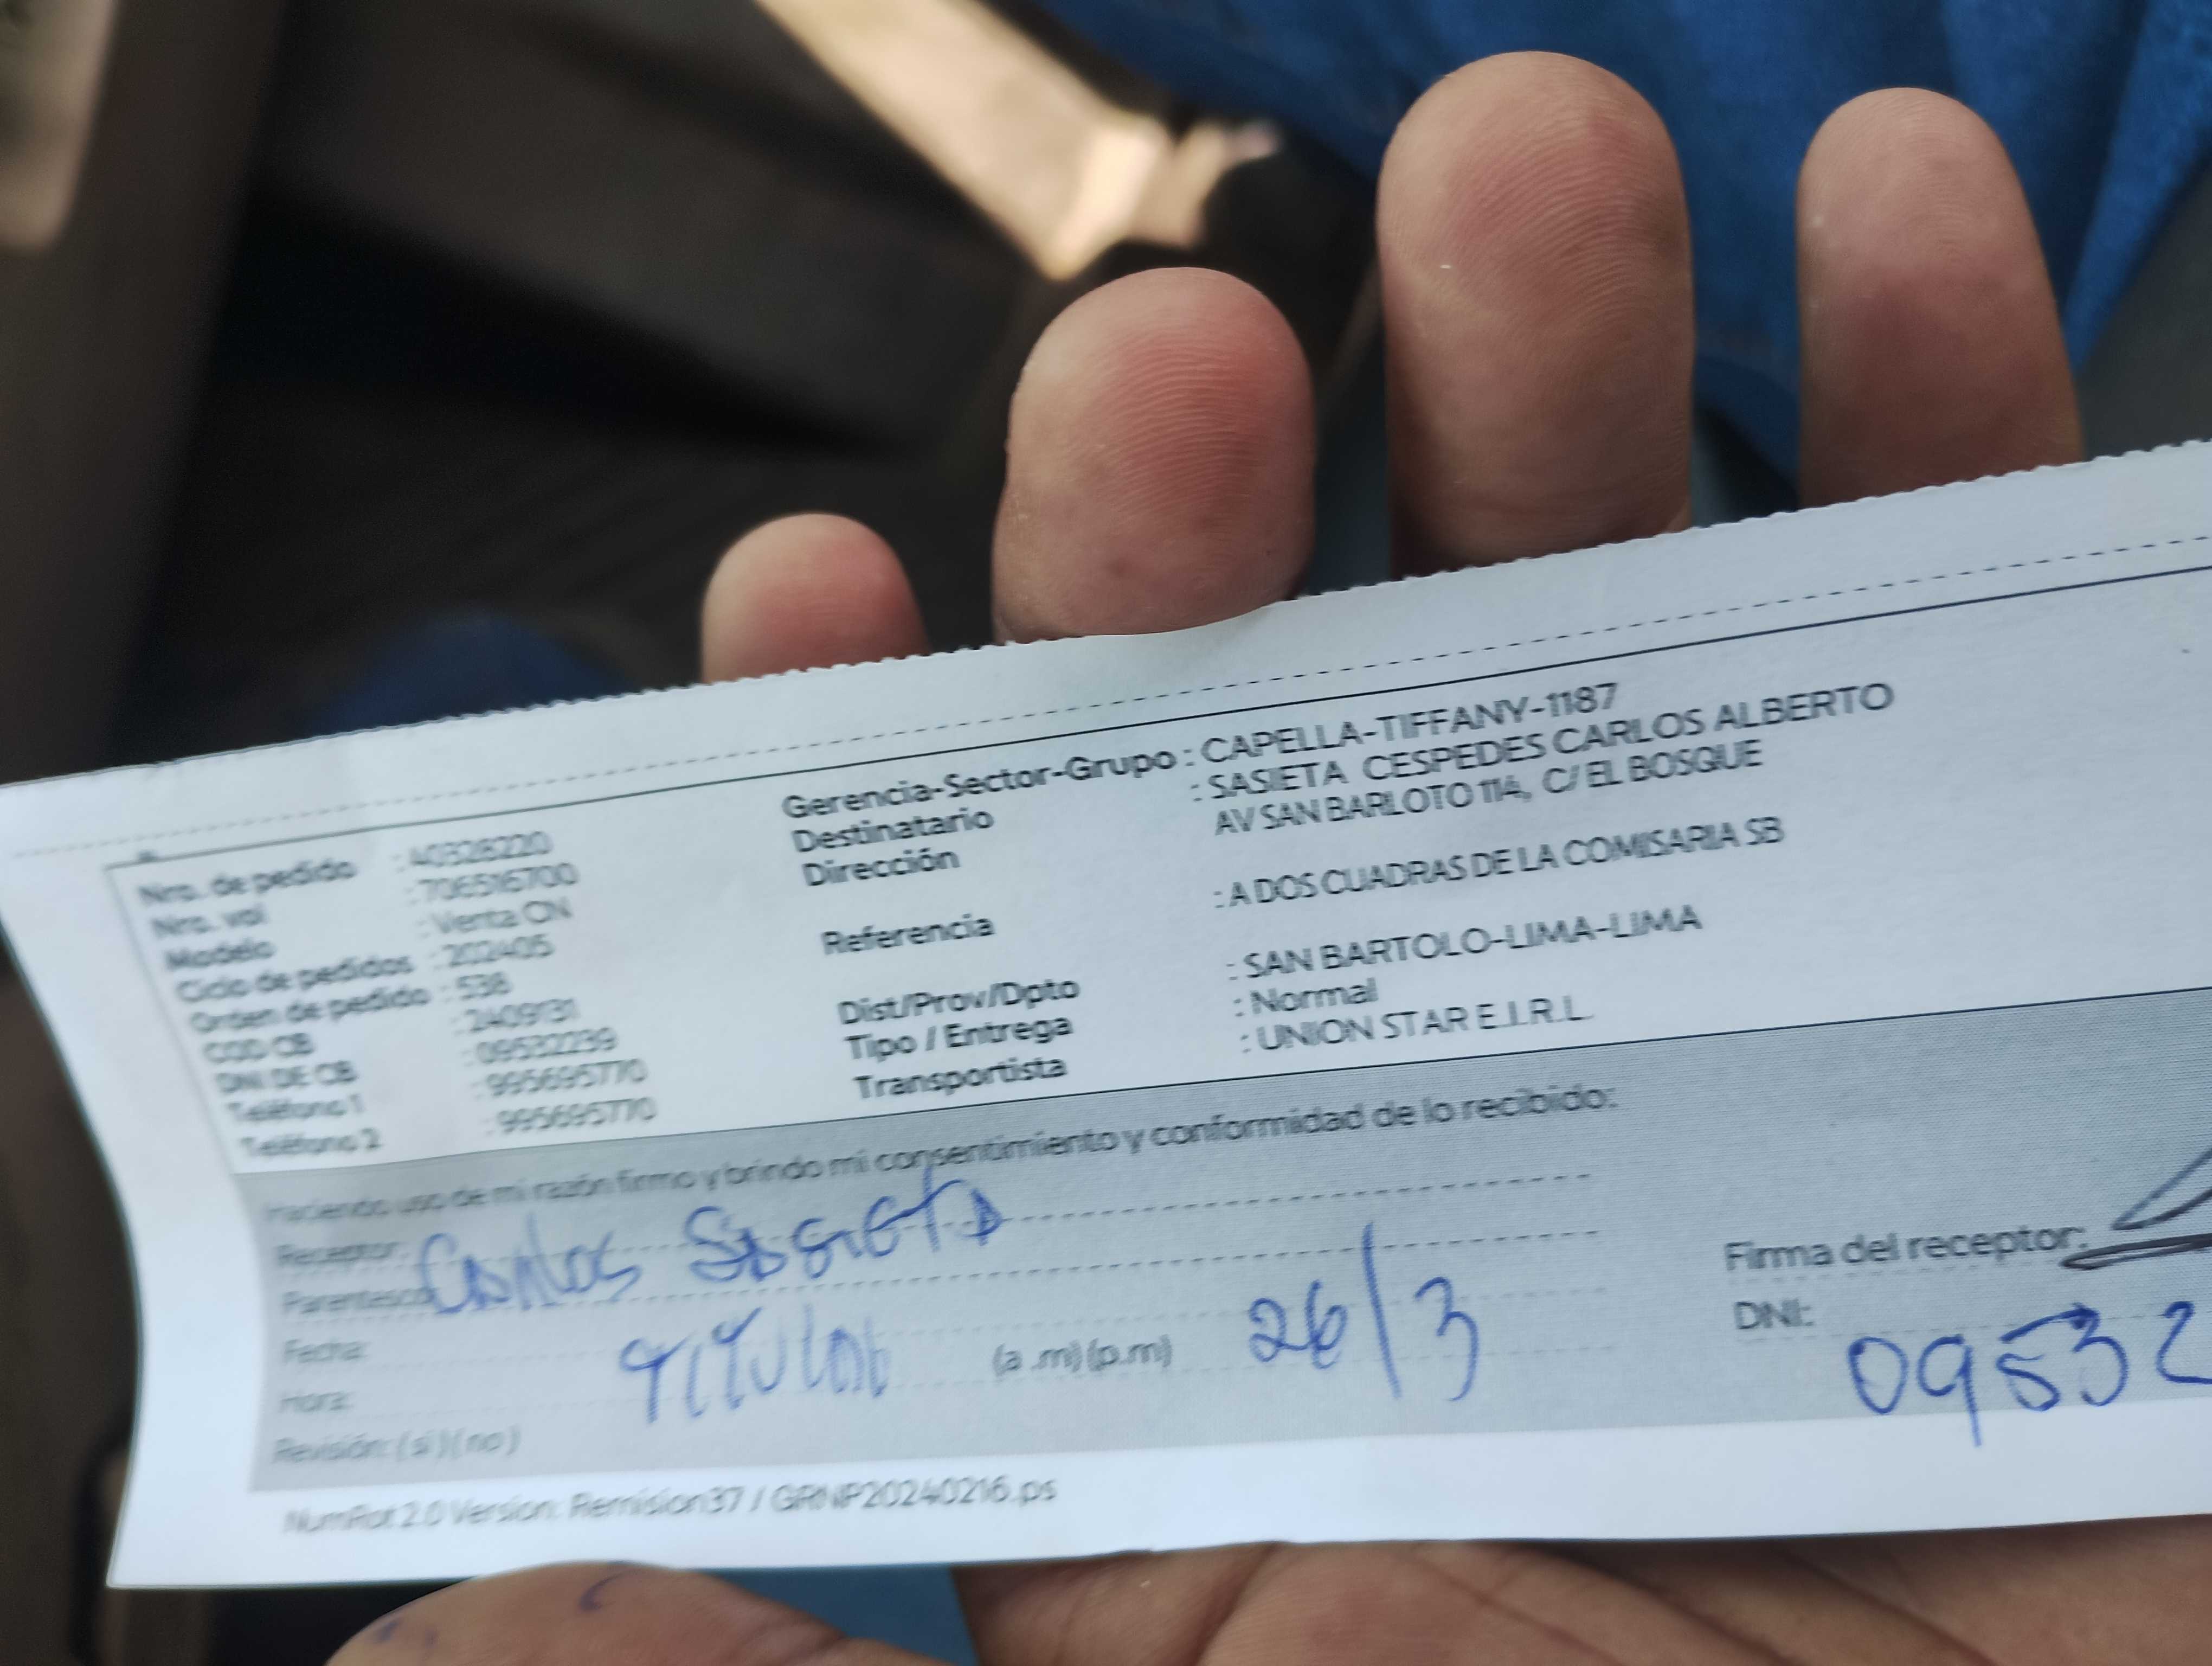 Nro. de pedido : 40328220
Nro. vol : 706516700
Modelo : Venta CN
Ciclo de pedidos : 202405
Orden de pedido : 538
COD CB : 2409131
DNI DE CB : 09532239
Teléfono 1 : 995695770
Teléfono 2 : 995695770
Gerencia-Sector-Grupo : CAPELLA-TIFFANY-1187
Destinatario : SASIETA CESPEDES CARLOS ALBERTO
Dirección AV SAN BARLOTO 114, C/ EL BOSQUE
Referencia : A DOS CUADRAS DE LA COMISARIA SB
Dist/Prov/Dpto : SAN BARTOLO-LIMA-LIMA
Tipo / Entrega : Normal
Transportista : UNION STAR E.I.R.L.
Haciendo uso de mi razón firmo y brindo mi consentimiento y conformidad de lo recibido:
Receptor: Carlos Sasieta
Parentesco:
Fecha: Titular (a .m) (p.m) 26/3
Hora:
Revisión: ( si ) ( no )
Firma del receptor:
DNI: 09532
NumRot 2.0 Version: Remision37 / GRNP20240216.ps